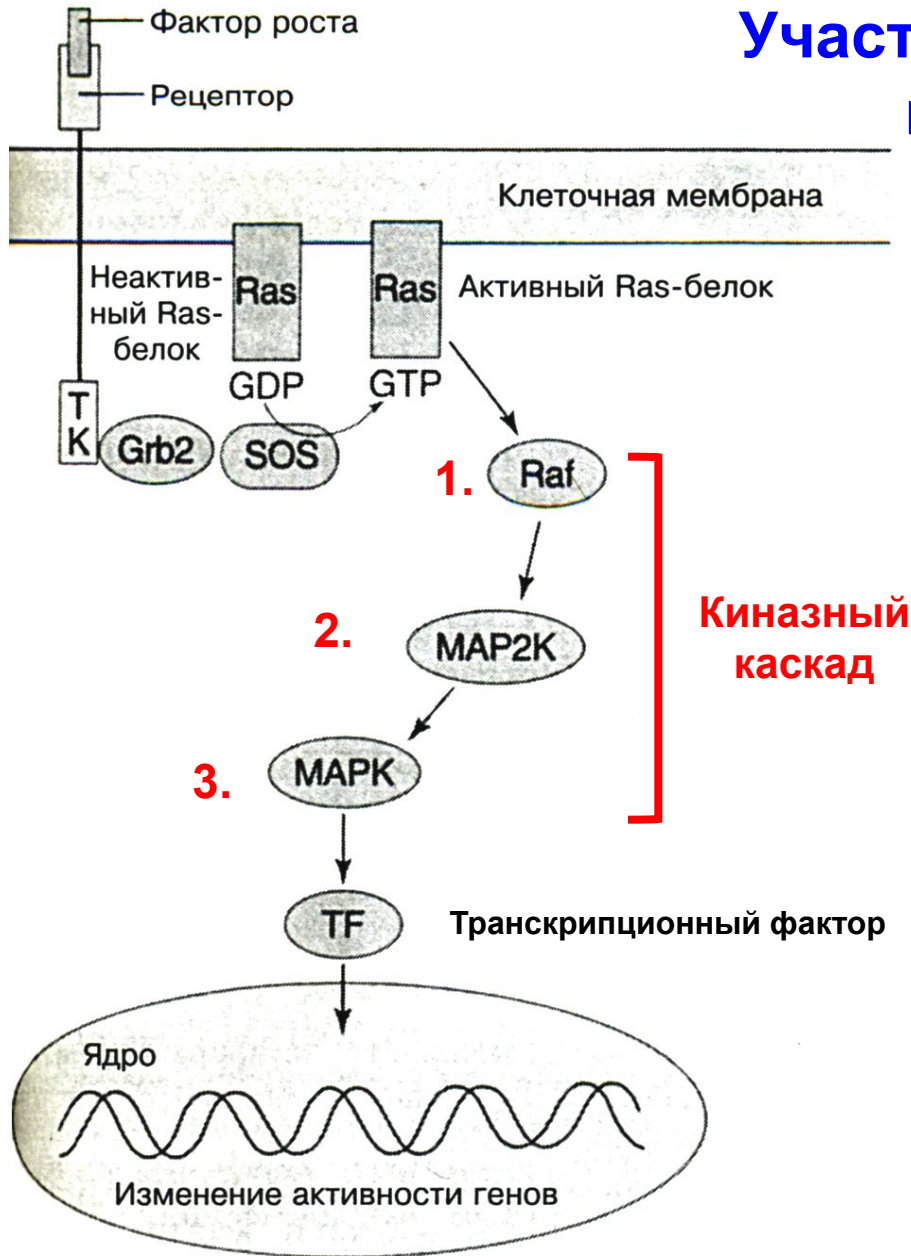 Фактор роста
Участ
Рецептор
Клеточная мембрана
Неактив-
ный Ras-
белок
Ras
GDP
Ras
GTP
Активный Ras-белок
Т
К
Grb2
SOS
1.
Raf
2.
MAP2K
3.
MAPK
Киназный
каскад
TF
Транскрипционный фактор
Ядро
Изменение активности генов